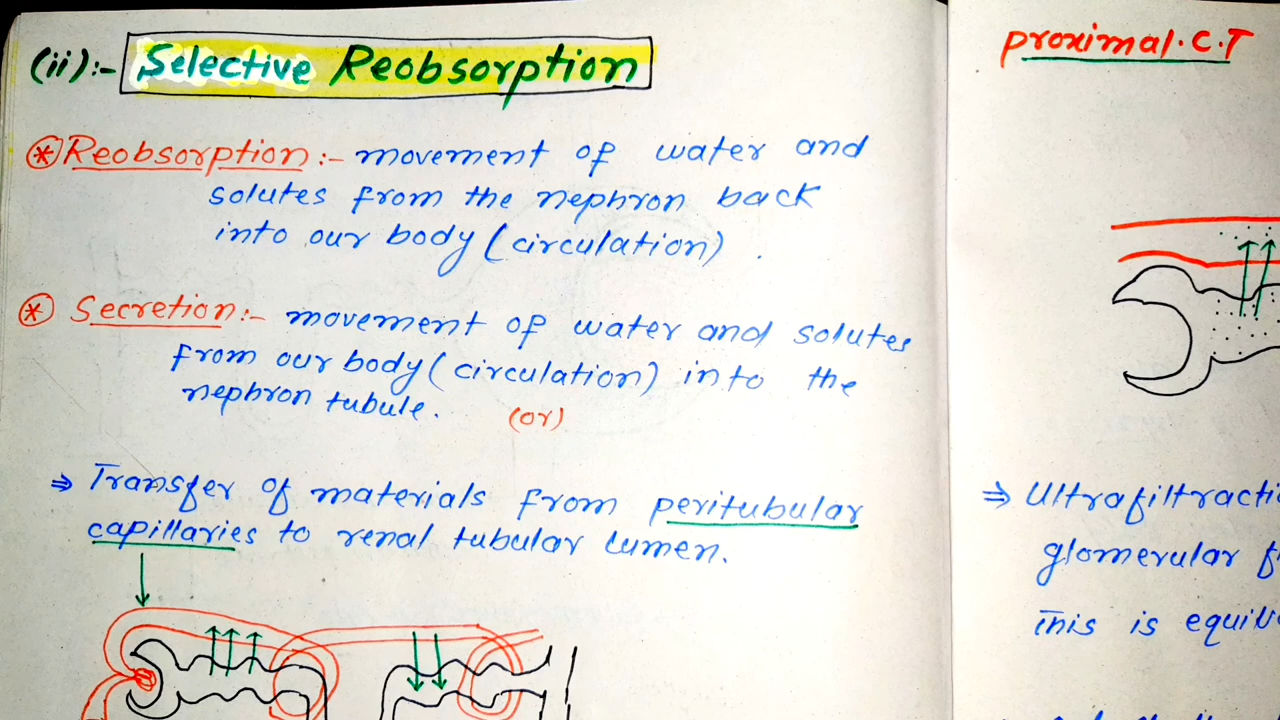 (ii):- Selective Reobsorption
* Reobsorption:- movement of water and
solutes from the nephron back
into our body (circulation).
* Secretion:- movement of water and solutes
from our body (circulation) into the
nephron tubule. (or)
⇒ Transfer of materials from peritubular
capillaries to renal tubular lumen.
proximal.C.T
⇒ Ultrafiltracti
glomerular f
This is equil